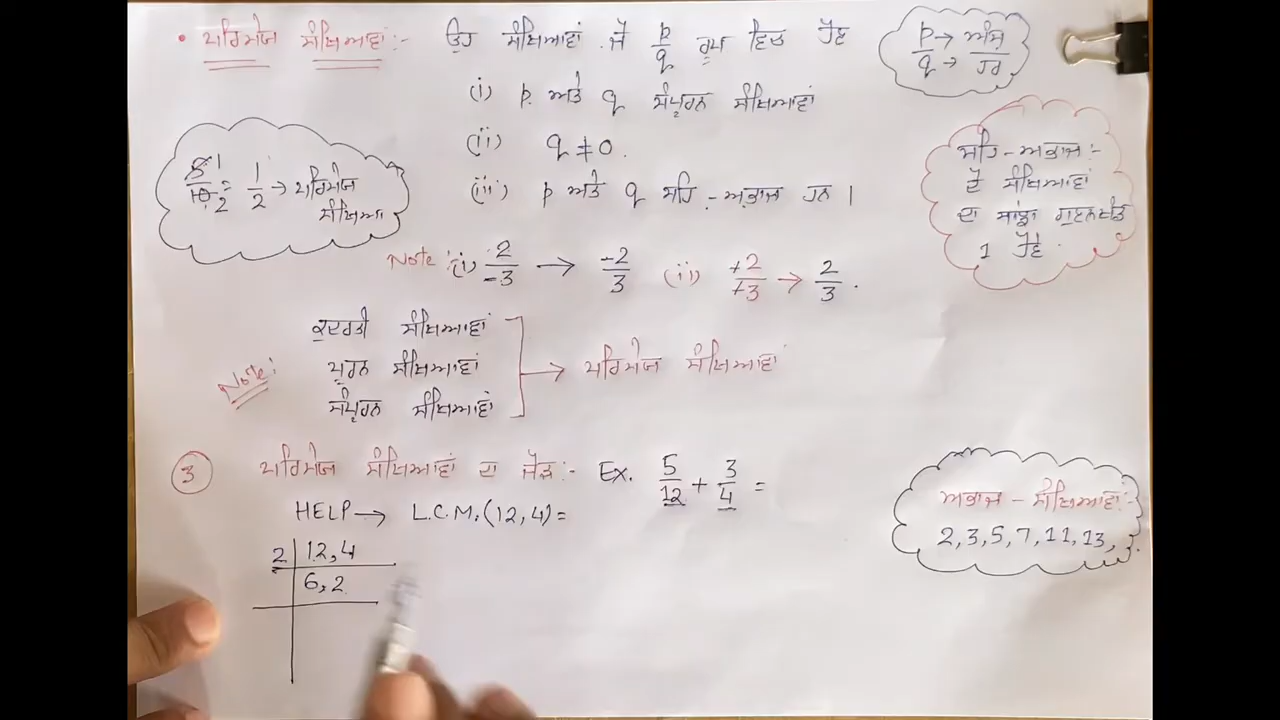 • ਪਰਿਮੇਯ ਸੰਖਿਆਵਾਂ :- ਉਹ ਸੰਖਿਆਵਾਂ ਜੋ p/q ਰੂਪ ਵਿਚ ਹੋਣ
(i) p ਅਤੇ q ਸੰਪੂਰਨ ਸੰਖਿਆਵਾਂ
(ii) q ≠ 0.
(iii) p ਅਤੇ q ਸਹਿ-ਅਭਾਜ ਹਨ।
p → ਅੰਸ਼
q → ਹਰ
ਸਹਿ-ਅਭਾਜ :-
ਦੋ ਸੰਖਿਆਵਾਂ
ਦਾ ਸਾਂਝਾ ਗੁਣਨਖੰਡ
1 ਹੋਵੇ
5/10 = 1/2 → ਪਰਿਮੇਯ
ਸੰਖਿਆ
Note: (i) 2/-3 → -2/3 (ii) +2/+3 → 2/3.
ਕੁਦਰਤੀ ਸੰਖਿਆਵਾਂ
Note: ਪੂਰਨ ਸੰਖਿਆਵਾਂ → ਪਰਿਮੇਯ ਸੰਖਿਆਵਾਂ
ਸੰਪੂਰਨ ਸੰਖਿਆਵਾਂ
3 ਪਰਿਮੇਯ ਸੰਖਿਆਵਾਂ ਦਾ ਜੋੜ :- Ex. 5/12 + 3/4 =
HELP → L.C.M. (12,4) =
2 | 12,4
6,2
ਅਭਾਜ - ਸੰਖਿਆਵਾਂ :-
2,3,5,7,11,13,